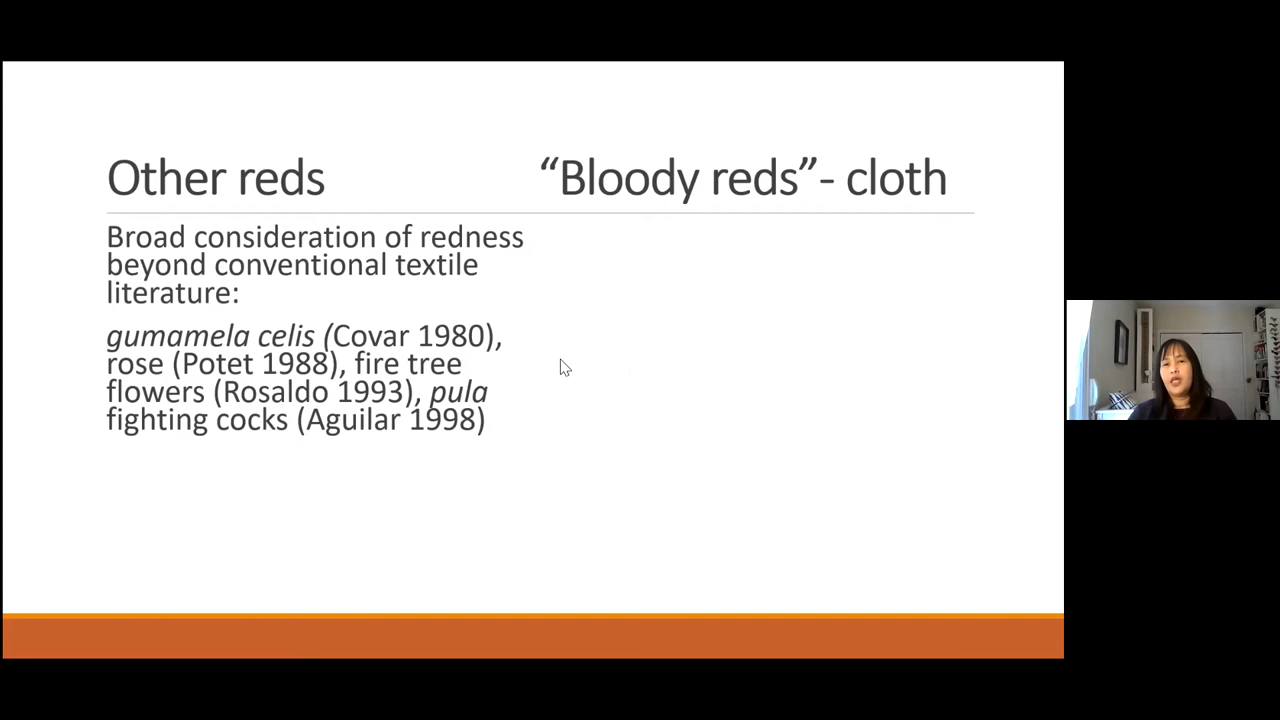 Other reds
"Bloody reds"- cloth
Broad consideration of redness
beyond conventional textile
literature:
gumamela celis (Covar 1980),
rose (Potet 1988), fire tree
flowers (Rosaldo 1993), pula
fighting cocks (Aguilar 1998)